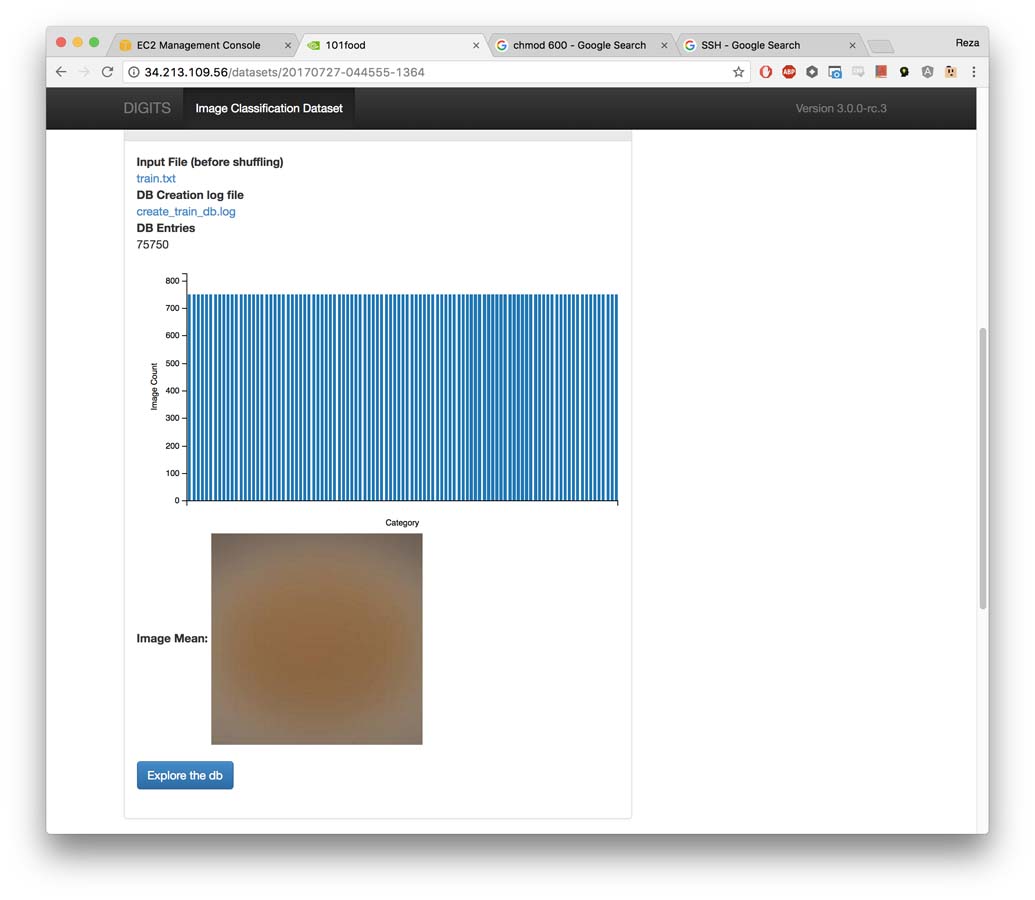 EC2 Management Console
101food
chmod 600 - Google Search
SSH - Google Search
Reza
34.213.109.56/datasets/20170727-044555-1364
ABP
DIGITS
Image Classification Dataset
Version 3.0.0-rc.3
Input File (before shuffling)
train.txt
DB Creation log file
create_train_db.log
DB Entries
75750
800
700
600
500
400
300
200
100
0
Image Count
Category
Image Mean:
Explore the db